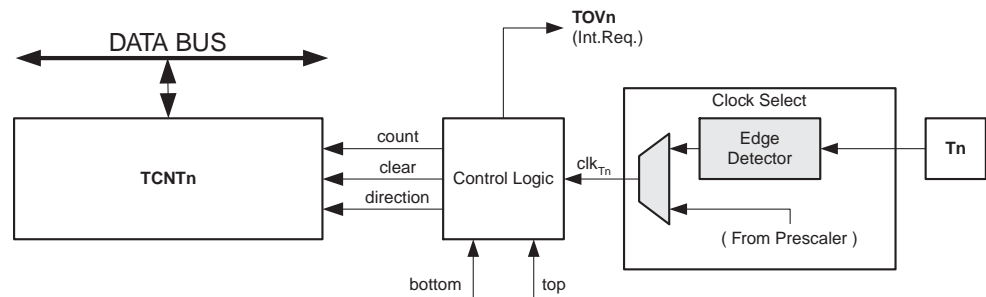 TOVn
(Int.Req.)
DATA BUS
Clock Select
TCNTn
count
clear
direction
Control Logic
clkTn
Edge
Detector
Tn
( From Prescaler )
bottom
top